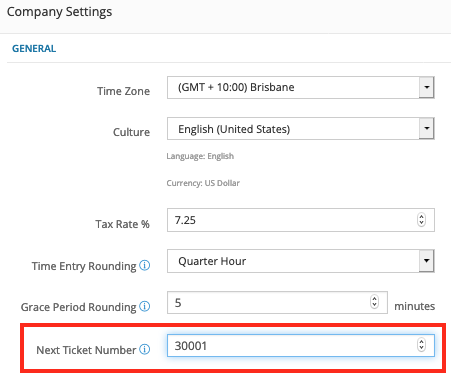 Company Settings
GENERAL
Time Zone (GMT + 10:00) Brisbane
Culture English (United States)
Language: English
Currency: US Dollar
Tax Rate % 7.25
Time Entry Rounding Quarter Hour
Grace Period Rounding 5 minutes
Next Ticket Number 30001